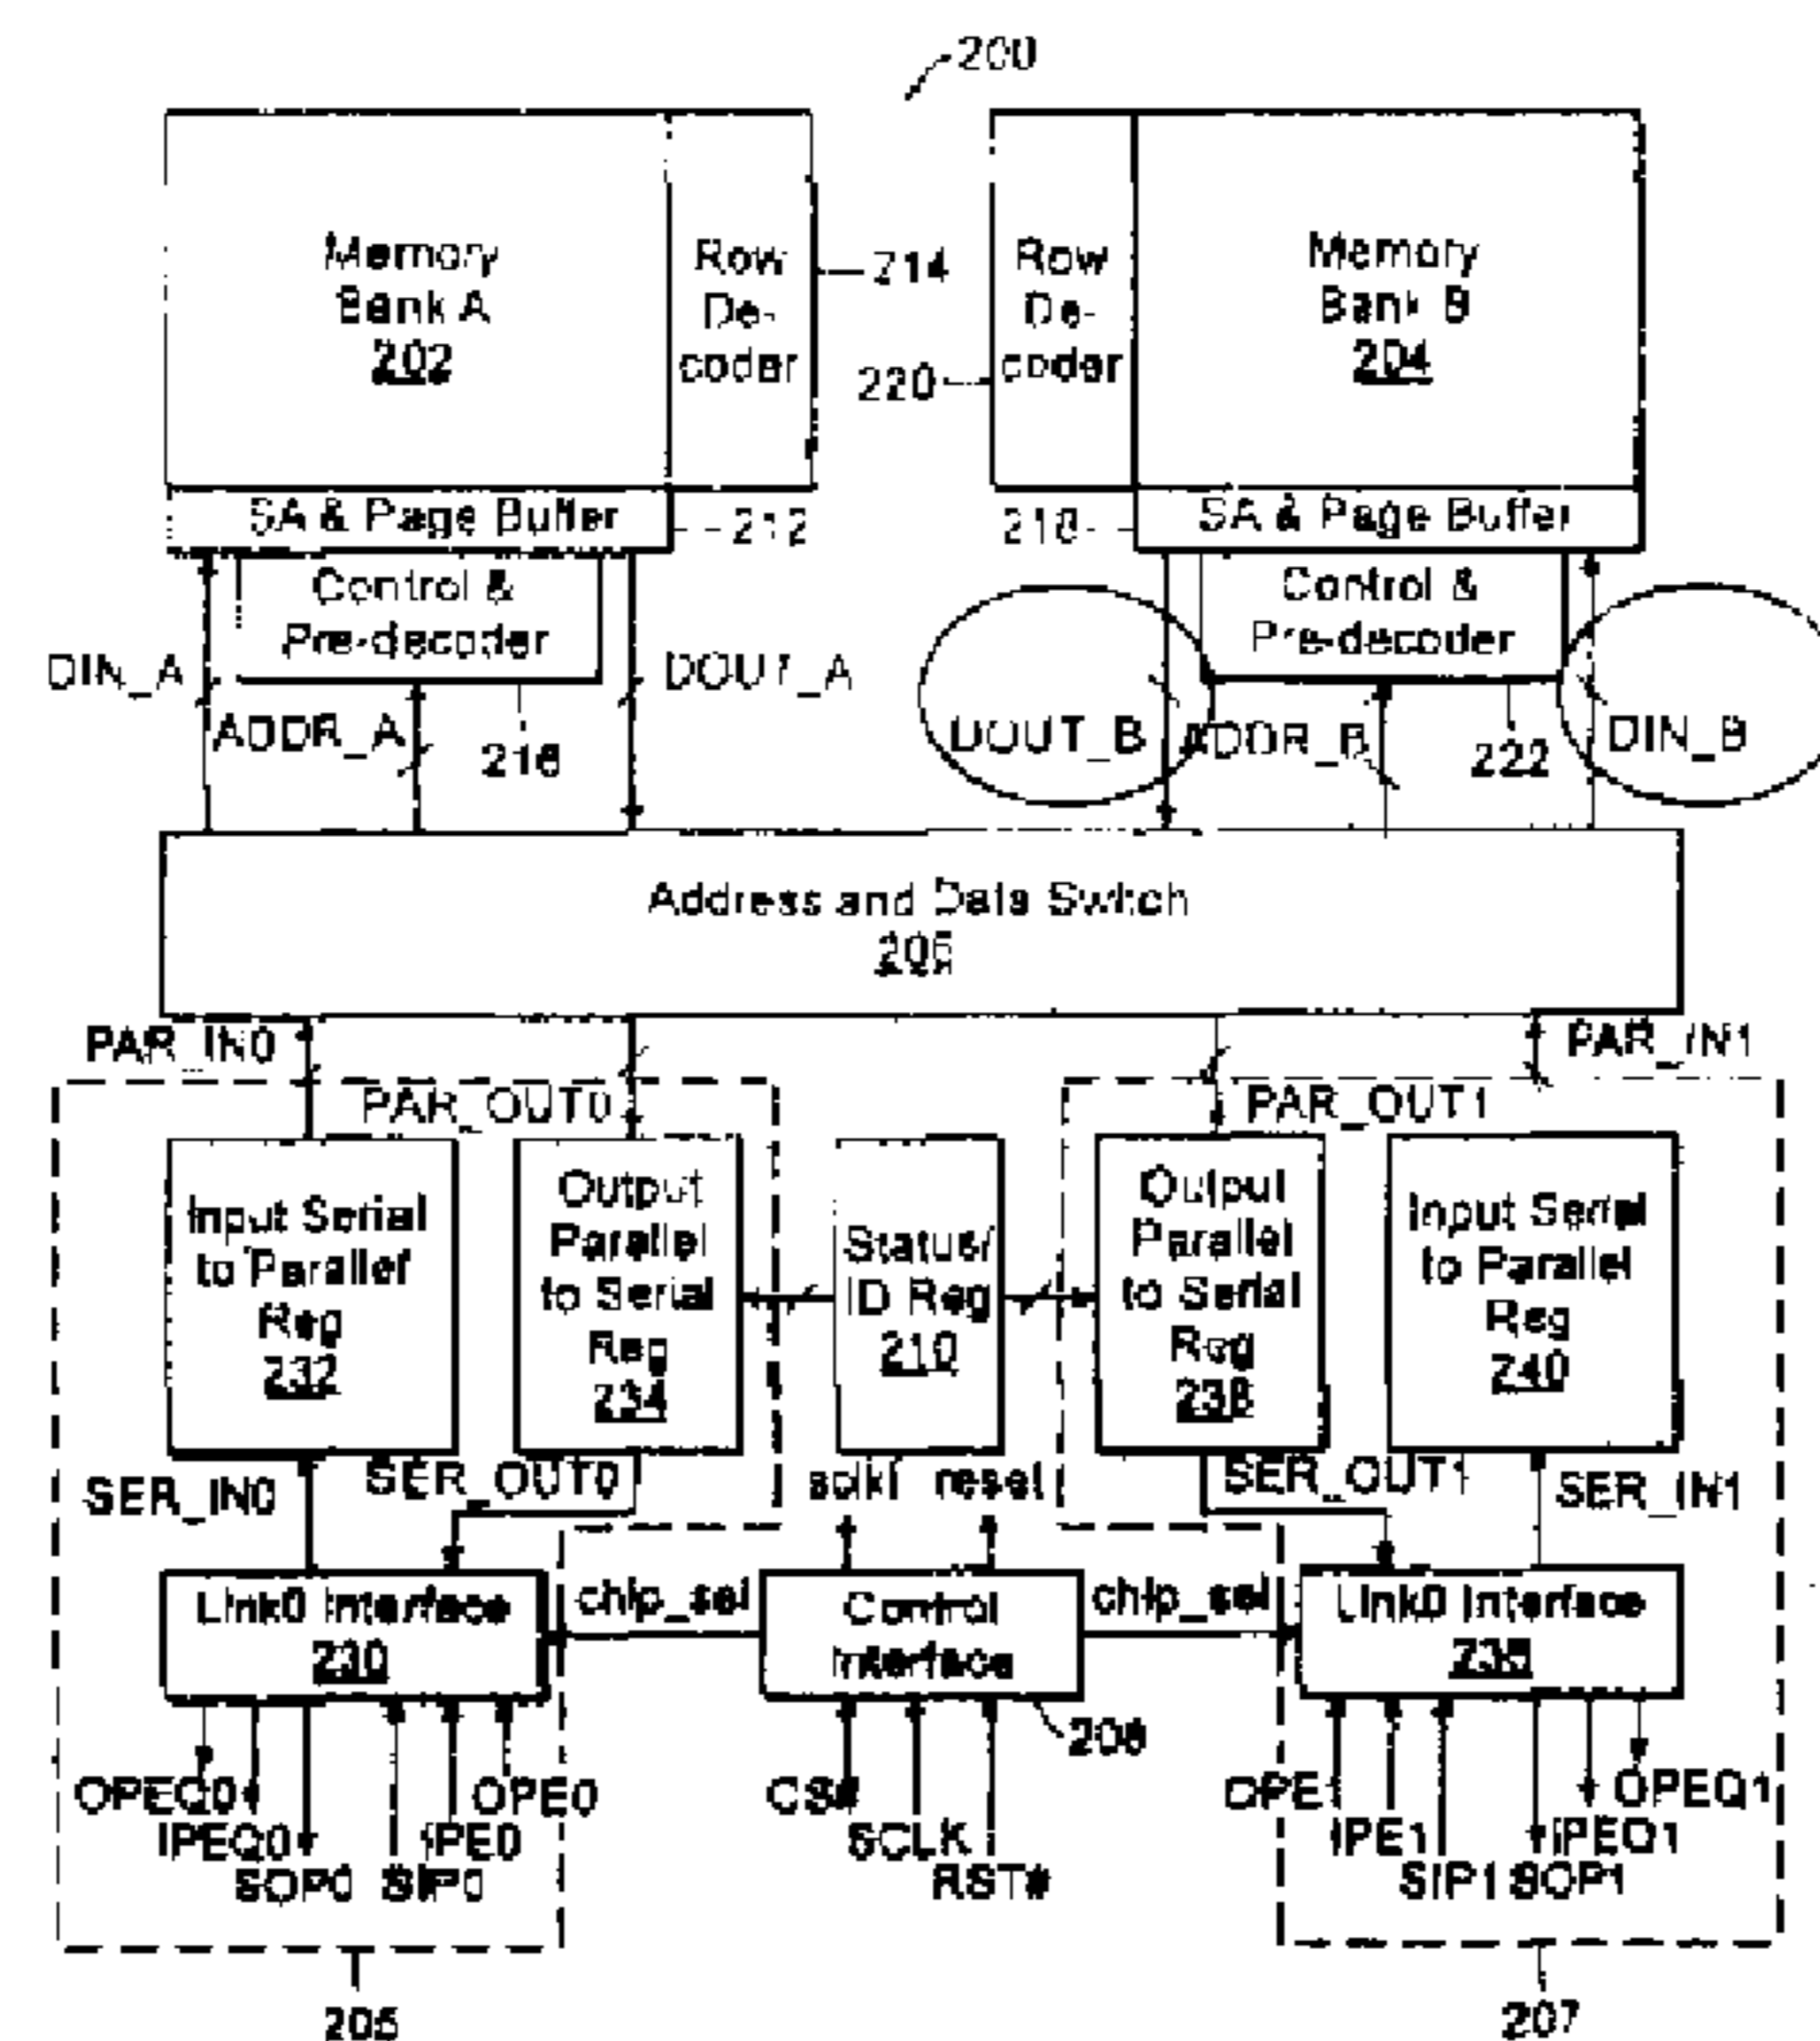 200
Memory
Bank A
202
Row
De-
coder
214
Row
De-
coder
220
Memory
Bank B
204
SA & Page Buffer
212
218
SA & Page Buffer
Control &
Pre-decoder
Control &
Pre-decoder
DIN_A
ADDR_A
216
DOUT_A
DOUT_B
ADDR_B
222
DIN_B
Address and Data Switch
206
PAR_IN0
PAR_OUT0
PAR_OUT1
PAR_IN1
Input Serial
to Parallel
Reg
232
Output
Parallel
to Serial
Reg
234
Status/
ID Reg
210
Output
Parallel
to Serial
Reg
238
Input Serial
to Parallel
Reg
240
SER_IN0
SER_OUT0
sclki
reset
SER_OUT1
SER_IN1
Link0 Interface
230
chip_sel
Control
Interface
208
chip_sel
Link0 Interface
236
OPEQ0
IPEQ0
SOP0
SIP0
IPE0
OPE0
CS#
SCLK
RST#
OPE1
IPE1
SIP1
SOP1
IPEQ1
OPEQ1
205
207